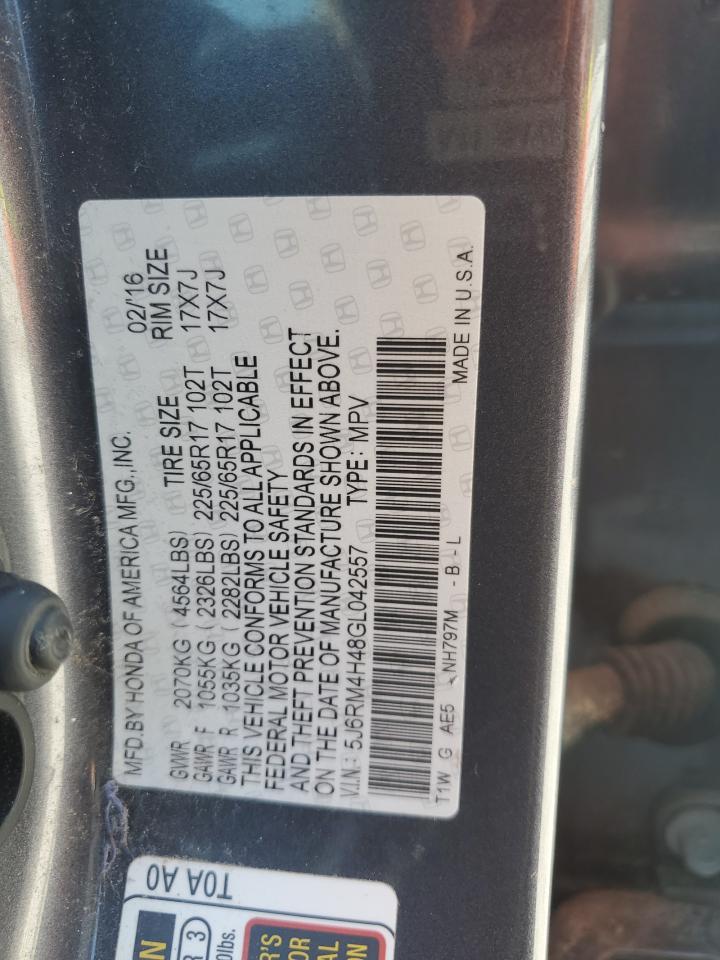 MFD.BY HONDA OF AMERICA MFG.,INC. 02/'16
TIRE SIZE RIM SIZE
GVWR 2070KG (4564LBS)
GAWR F 1055KG (2326LBS) 225/65R17 102T 17X7J
GAWR R 1035KG (2282LBS) 225/65R17 102T 17X7J
THIS VEHICLE CONFORMS TO ALL APPLICABLE
FEDERAL MOTOR VEHICLE SAFETY
AND THEFT PREVENTION STANDARDS IN EFFECT
ON THE DATE OF MANUFACTURE SHOWN ABOVE.
V.I.N.: 5J6RM4H48GL042557 TYPE: MPV
T1W G AE5 NH797M -B-L MADE IN U.S.A.
T0A A0